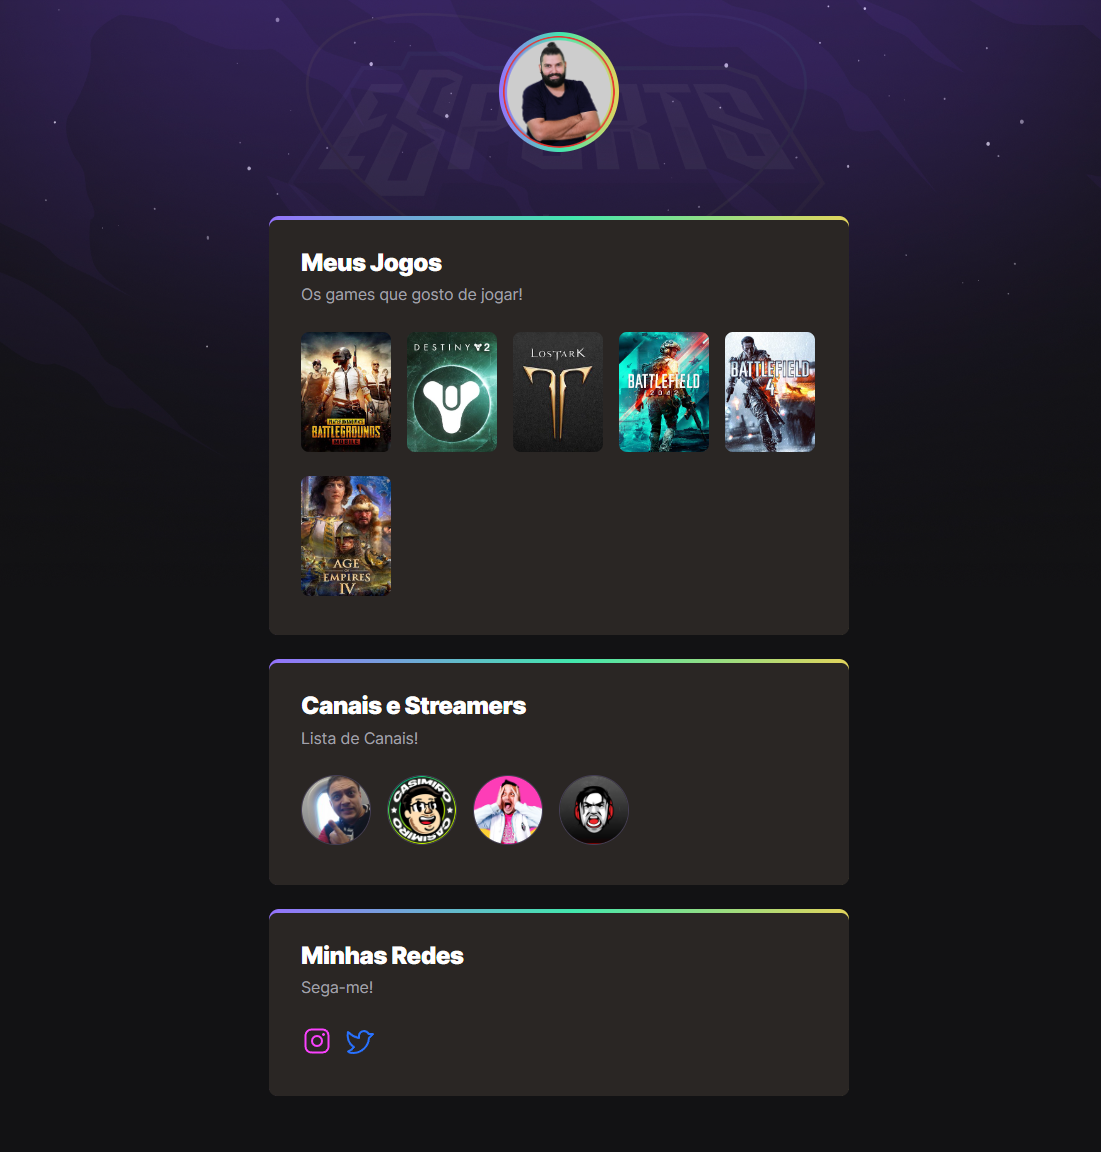 ESPORTS
Meus Jogos
Os games que gosto de jogar!
BATTLEGROUNDS
MOBILE
DESTINY 2
LOST ARK
BATTLEFIELD
2042
BATTLEFIELD
4
AGE
OF
EMPIRES
IV
Canais e Streamers
Lista de Canais!
CASIMIRO
CASIMIRO
Minhas Redes
Sega-me!